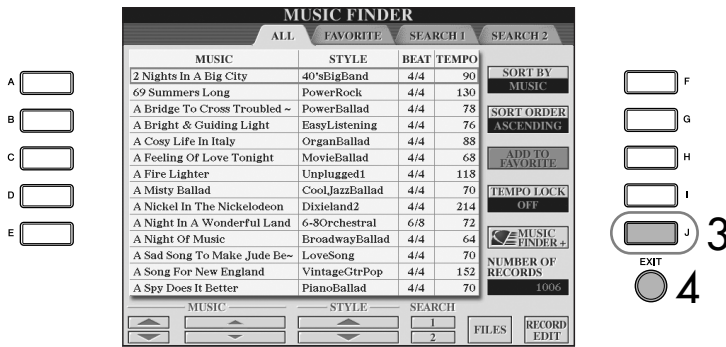 MUSIC FINDER
ALL FAVORITE SEARCH 1 SEARCH 2
MUSIC STYLE BEAT TEMPO
2 Nights In A Big City 40'sBigBand 4/4 90
69 Summers Long PowerRock 4/4 130
A Bridge To Cross Troubled ~ PowerBallad 4/4 78
A Bright & Guiding Light EasyListening 4/4 76
A Cosy Life In Italy OrganBallad 4/4 88
A Feeling Of Love Tonight MovieBallad 4/4 68
A Fire Lighter Unplugged1 4/4 118
A Misty Ballad CoolJazzBallad 4/4 70
A Nickel In The Nickelodeon Dixieland2 4/4 214
A Night In A Wonderful Land 6-8Orchestral 6/8 72
A Night Of Music BroadwayBallad 4/4 64
A Sad Song To Make Jude Be~ LoveSong 4/4 70
A Song For New England VintageGtrPop 4/4 152
A Spy Does It Better PianoBallad 4/4 70
SORT BY
MUSIC
SORT ORDER
ASCENDING
ADD TO
FAVORITE
TEMPO LOCK
OFF
MUSIC
FINDER +
NUMBER OF
RECORDS
1006
MUSIC STYLE SEARCH
1
2
FILES
RECORD
EDIT
A
B
C
D
E
F
G
H
I
J
3
EXIT
4